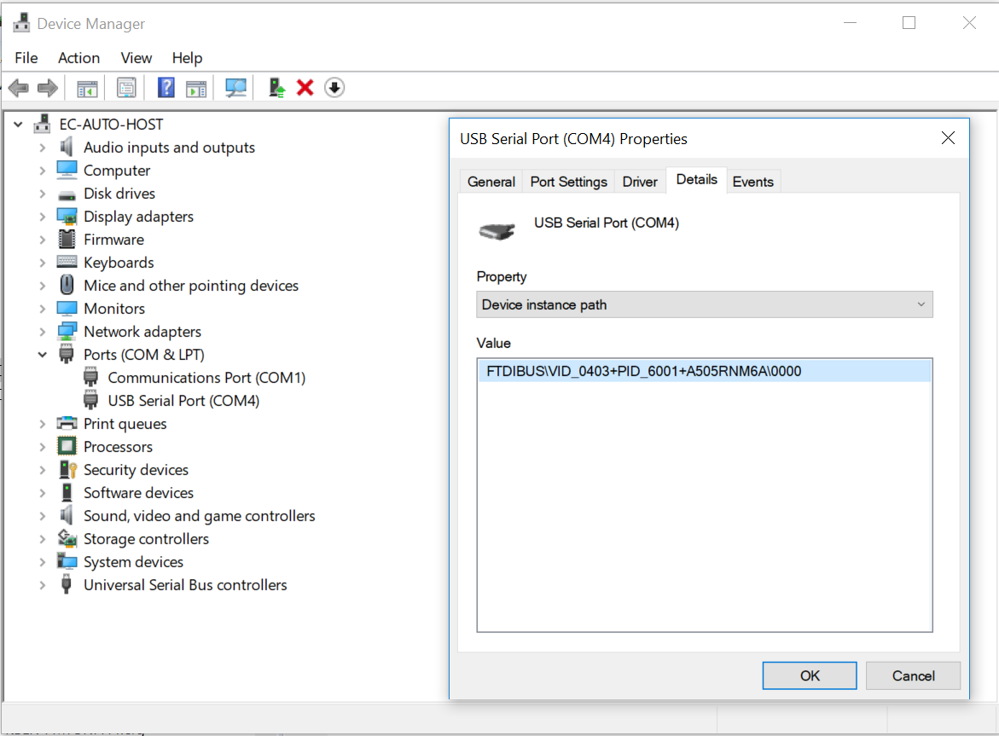 Device Manager
File Action View Help
EC-AUTO-HOST
Audio inputs and outputs
Computer
Disk drives
Display adapters
Firmware
Keyboards
Mice and other pointing devices
Monitors
Network adapters
Ports (COM & LPT)
Communications Port (COM1)
USB Serial Port (COM4)
Print queues
Processors
Security devices
Software devices
Sound, video and game controllers
Storage controllers
System devices
Universal Serial Bus controllers
USB Serial Port (COM4) Properties
General Port Settings Driver Details Events
USB Serial Port (COM4)
Property
Device instance path
Value
FTDIBUS\VID_0403+PID_6001+A505RNM6A\0000
OK Cancel